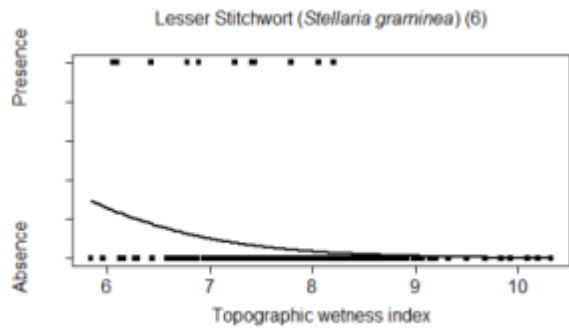 Lesser Stitchwort (Stellaria graminea) (6)
Presence
Absence
6 7 8 9 10
Topographic wetness index